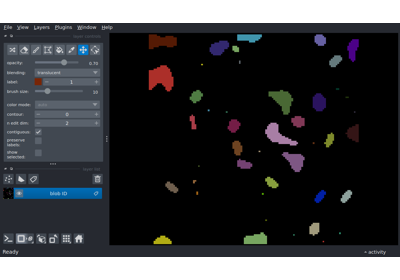 File View Layers Plugins Window Help
opacity: 0.70
blending: translucent
label: 1
brush size: 10
color mode:
contour: 0
n edit dim: 2
contiguous:
preserve
labels:
show
selected:
blob ID
Ready
activity